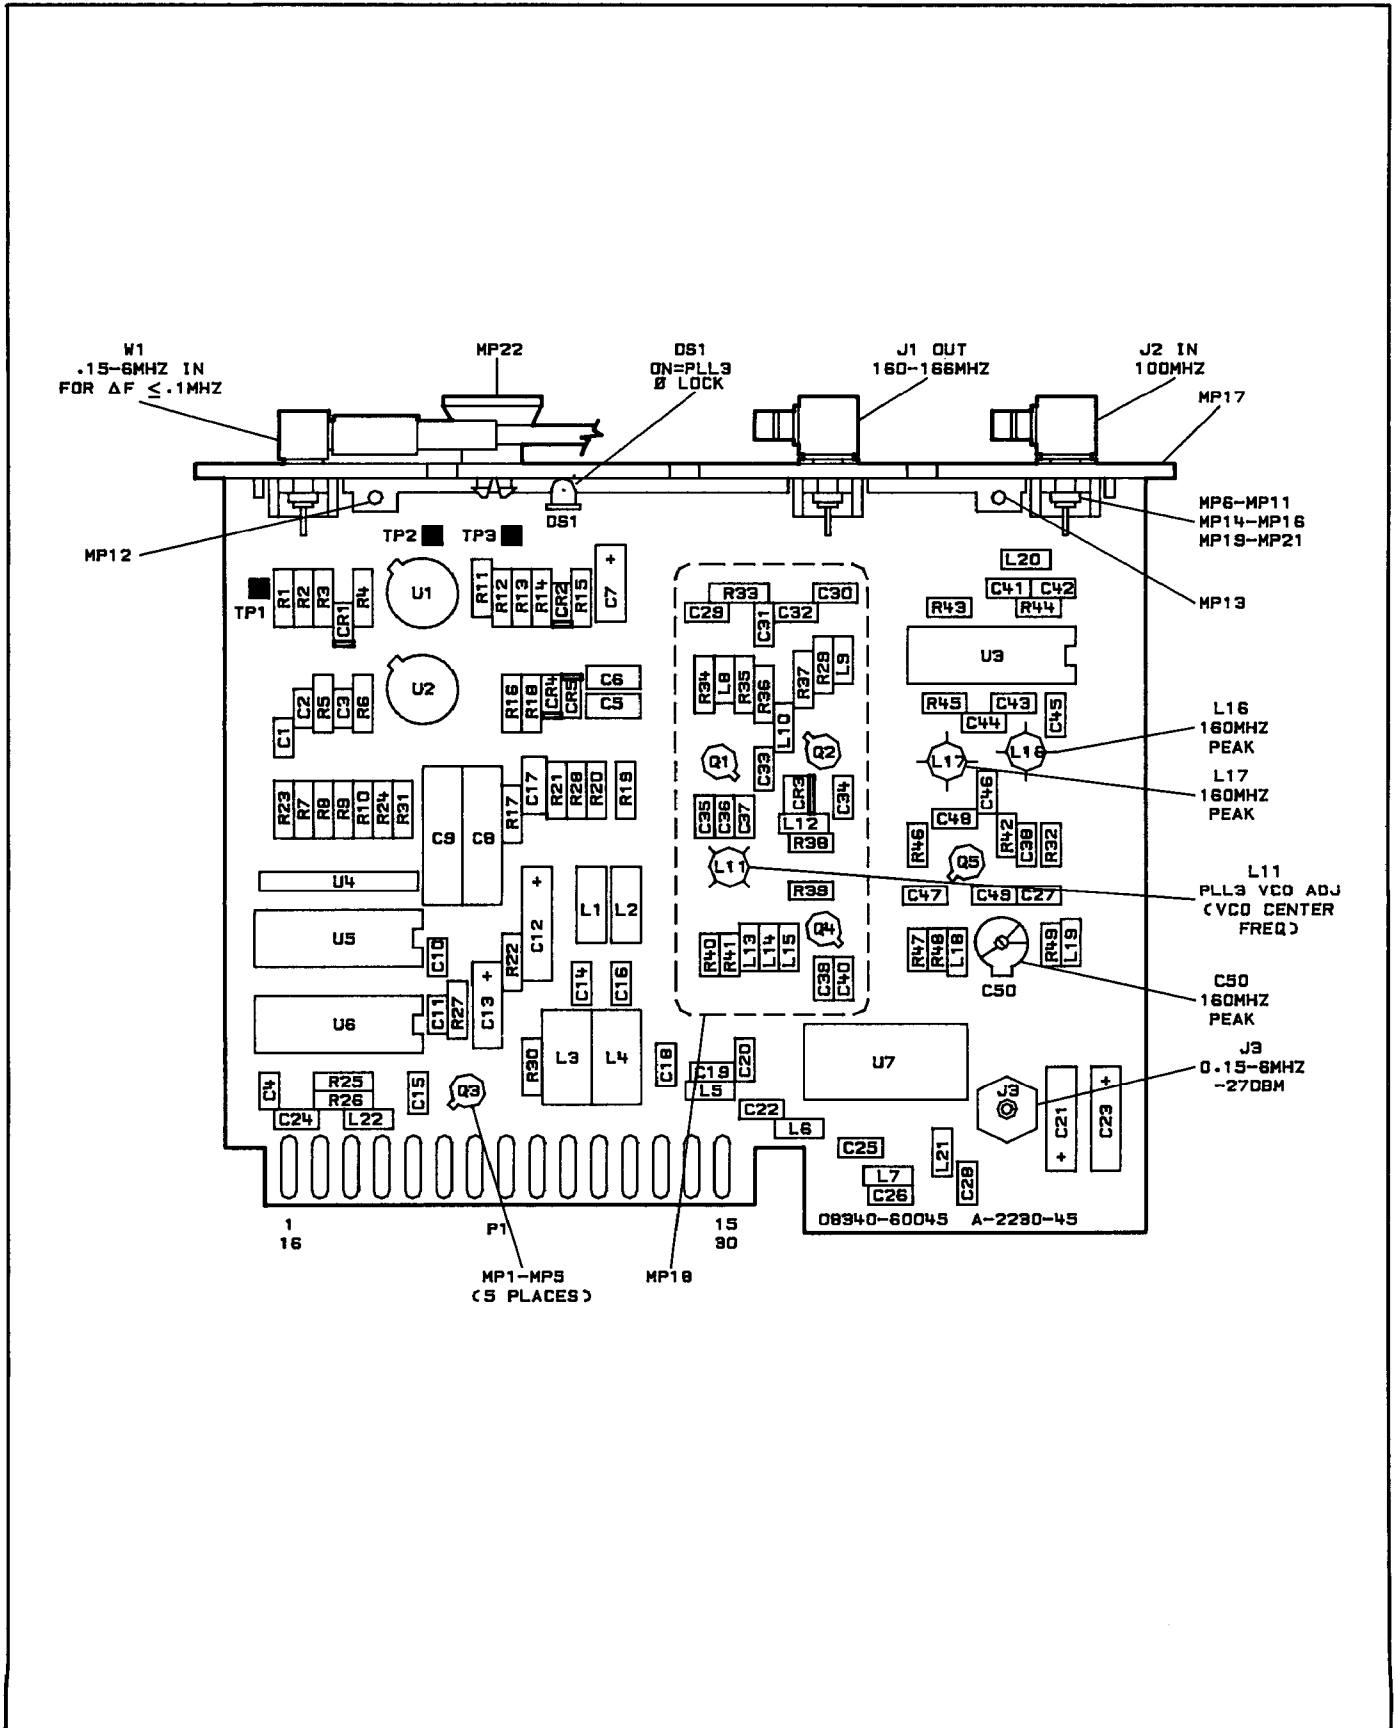 W1
.15-6MHZ IN
FOR ΔF ≤.1MHZ
MP22
DS1
ON=PLL3
Ø LOCK
J1 OUT
160-166MHZ
J2 IN
100MHZ
MP17
MP6-MP11
MP14-MP16
MP19-MP21
MP12
MP13
DS1
TP2
TP3
TP1
R1
R2
R3
CR1
R4
U1
R11
R12
R13
R14
CR2
R15
+
C7
R33
C30
C29
C31
C32
L20
C41
C42
R43
R44
U3
C1
C2
R5
C3
R6
U2
R16
R18
CR4
CR5
C6
C5
R34
L8
R35
R36
L10
R37
R29
L9
R45
C43
C44
C45
Q1
C33
Q2
L17
L16
L16
160MHZ
PEAK
L17
160MHZ
PEAK
R23
R7
R8
R9
R10
R24
R31
C9
C8
R17
C17
R21
R28
R20
R19
C35
C36
C37
CR3
C34
L12
R38
C46
C48
R46
R42
C38
R32
Q5
U4
L11
R39
C47
C49
C27
L11
PLL3 VCO ADJ
(VCO CENTER
FREQ)
U5
C10
R22
+
C12
L1
L2
R40
R41
L13
L14
L15
Q4
R47
R48
L18
C50
R49
L19
U6
C11
R27
+
C13
C14
C16
C39
C40
C50
160MHZ
PEAK
C4
R25
R26
C24
L22
C15
Q3
R30
L3
L4
C18
C19
L5
C20
C22
L6
U7
J3
+
C21
+
C23
J3
0.15-6MHZ
-27DBM
C25
L7
C26
L21
C28
08340-60045 A-2230-45
1
16
P1
15
30
MP1-MP5
(5 PLACES)
MP18